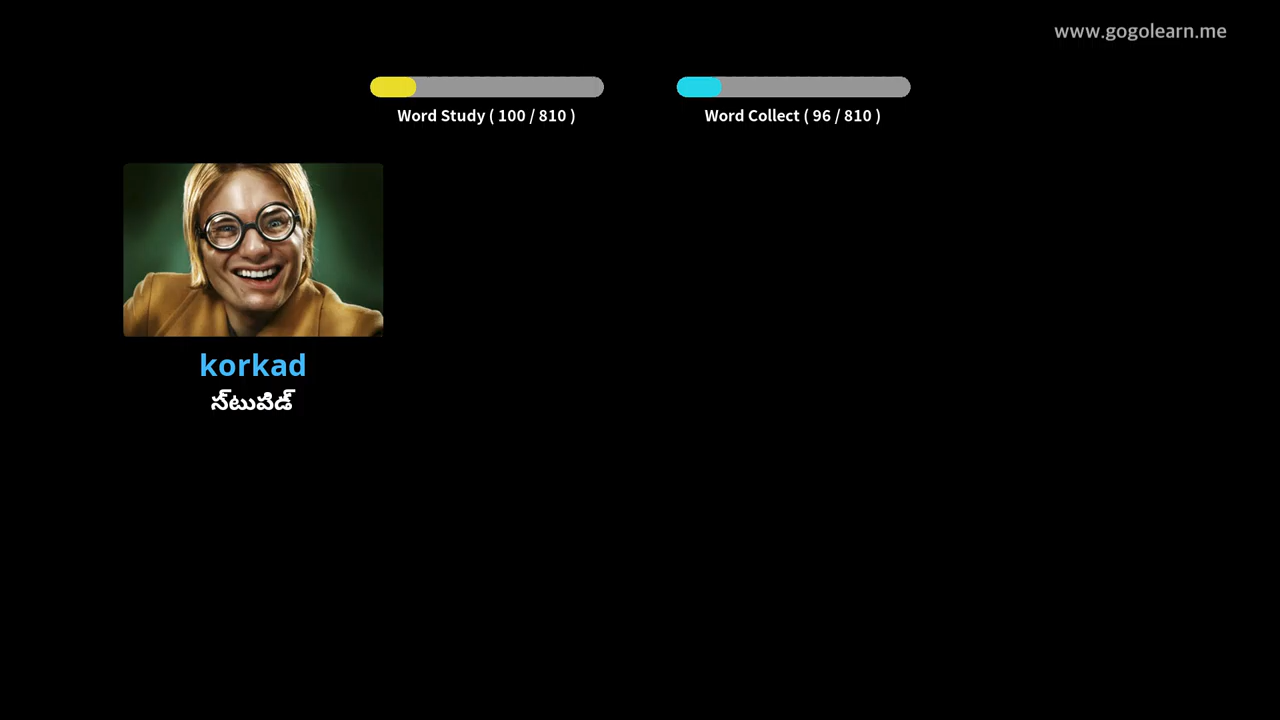 www.gogolearn.me
Word Study ( 100 / 810 )
Word Collect ( 96 / 810 )
korkad
స్‌టుపిడ్